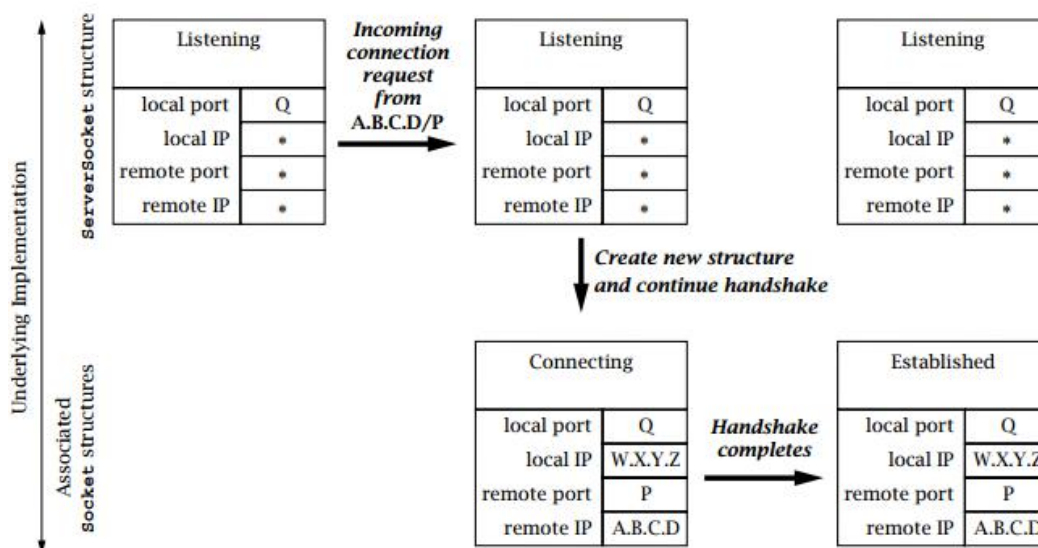 Underlying Implementation
ServerSocket structure
Listening
local port Q
local IP *
remote port *
remote IP *
Incoming
connection
request
from
A.B.C.D/P
Listening
local port Q
local IP *
remote port *
remote IP *
Listening
local port Q
local IP *
remote port *
remote IP *
Create new structure
and continue handshake
Associated
Socket structures
Connecting
local port Q
local IP W.X.Y.Z
remote port P
remote IP A.B.C.D
Handshake
completes
Established
local port Q
local IP W.X.Y.Z
remote port P
remote IP A.B.C.D